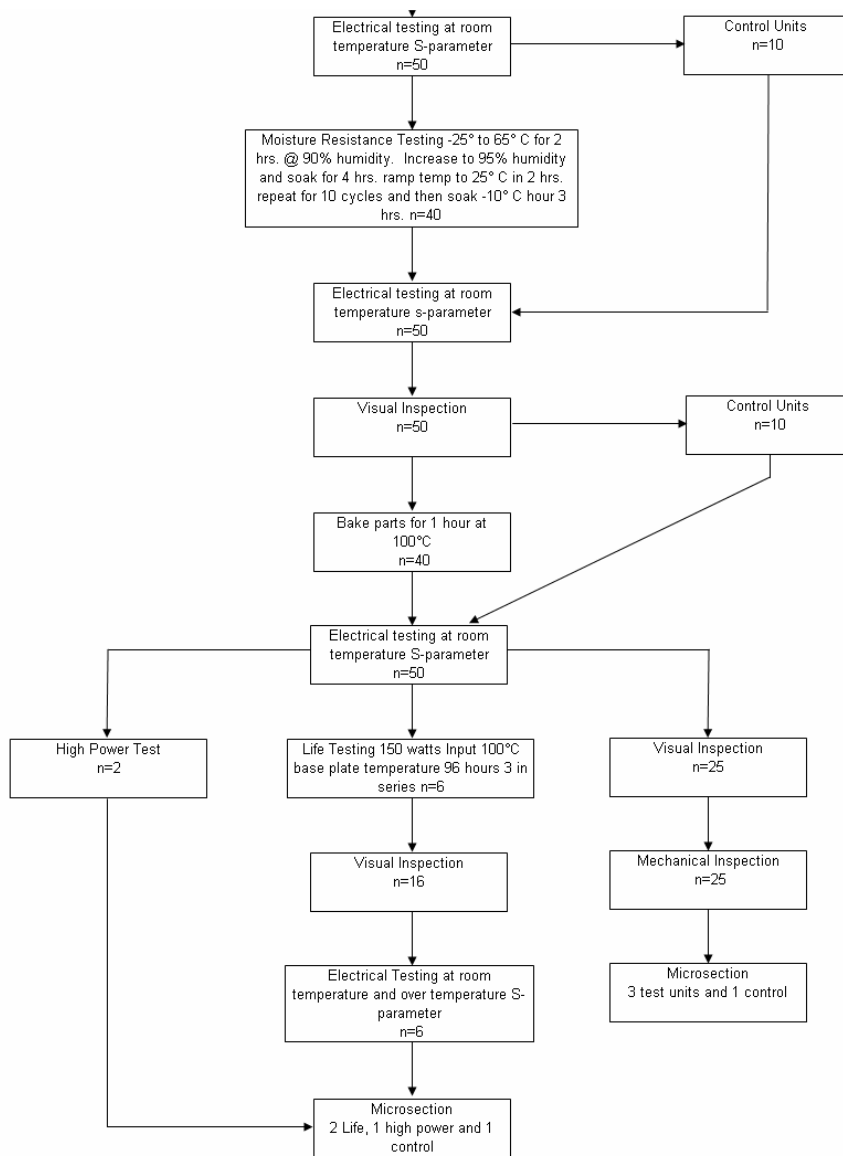 Electrical testing at room
temperature S-parameter
n=50
Control Units
n=10
Moisture Resistance Testing -25° to 65° C for 2
hrs. @ 90% humidity.  Increase to 95% humidity
and soak for 4 hrs. ramp temp to 25° C in 2 hrs.
repeat for 10 cycles and then soak -10° C hour 3
hrs. n=40
Electrical testing at room
temperature s-parameter
n=50
Visual Inspection
n=50
Control Units
n=10
Bake parts for 1 hour at
100°C
n=40
Electrical testing at room
temperature S-parameter
n=50
High Power Test
n=2
Life Testing 150 watts Input 100°C
base plate temperature 96 hours 3 in
series n=6
Visual Inspection
n=25
Visual Inspection
n=16
Mechanical Inspection
n=25
Electrical Testing at room
temperature and over temperature S-
parameter
n=6
Microsection
3 test units and 1 control
Microsection
2 Life, 1 high power and 1
control